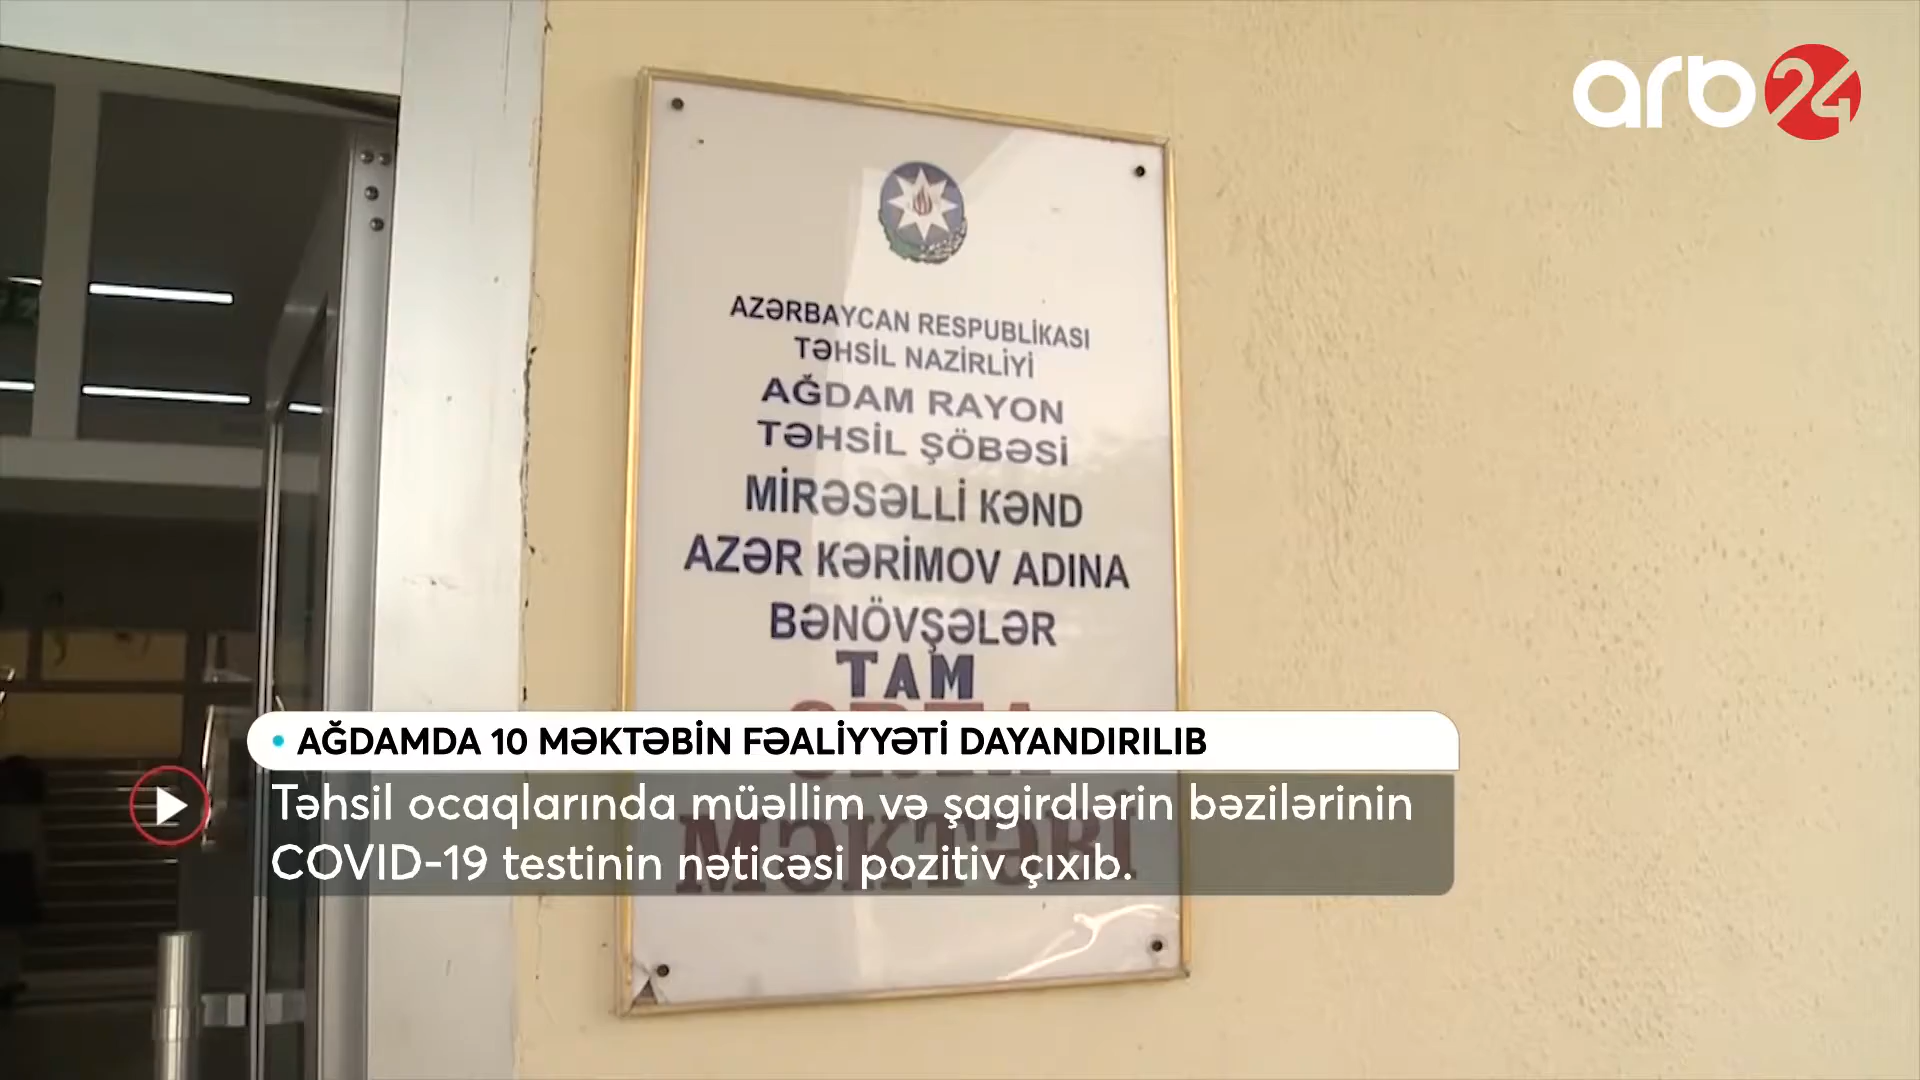 arb24
AZƏRBAYCAN RESPUBLİKASI
TƏHSİL NAZİRLİYİ
AĞDAM RAYON
TƏHSİL ŞÖBƏSİ
MİRƏSƏLLİ KƏND
AZƏR KƏRİMOV ADINA
BƏNÖVŞƏLƏR
TAM
ORTA
MƏKTƏBİ
• AĞDAMDA 10 MƏKTƏBİN FƏALİYYƏTİ DAYANDIRILIB
Təhsil ocaqlarında müəllim və şagirdlərin bəzilərinin
COVID-19 testinin nəticəsi pozitiv çıxıb.